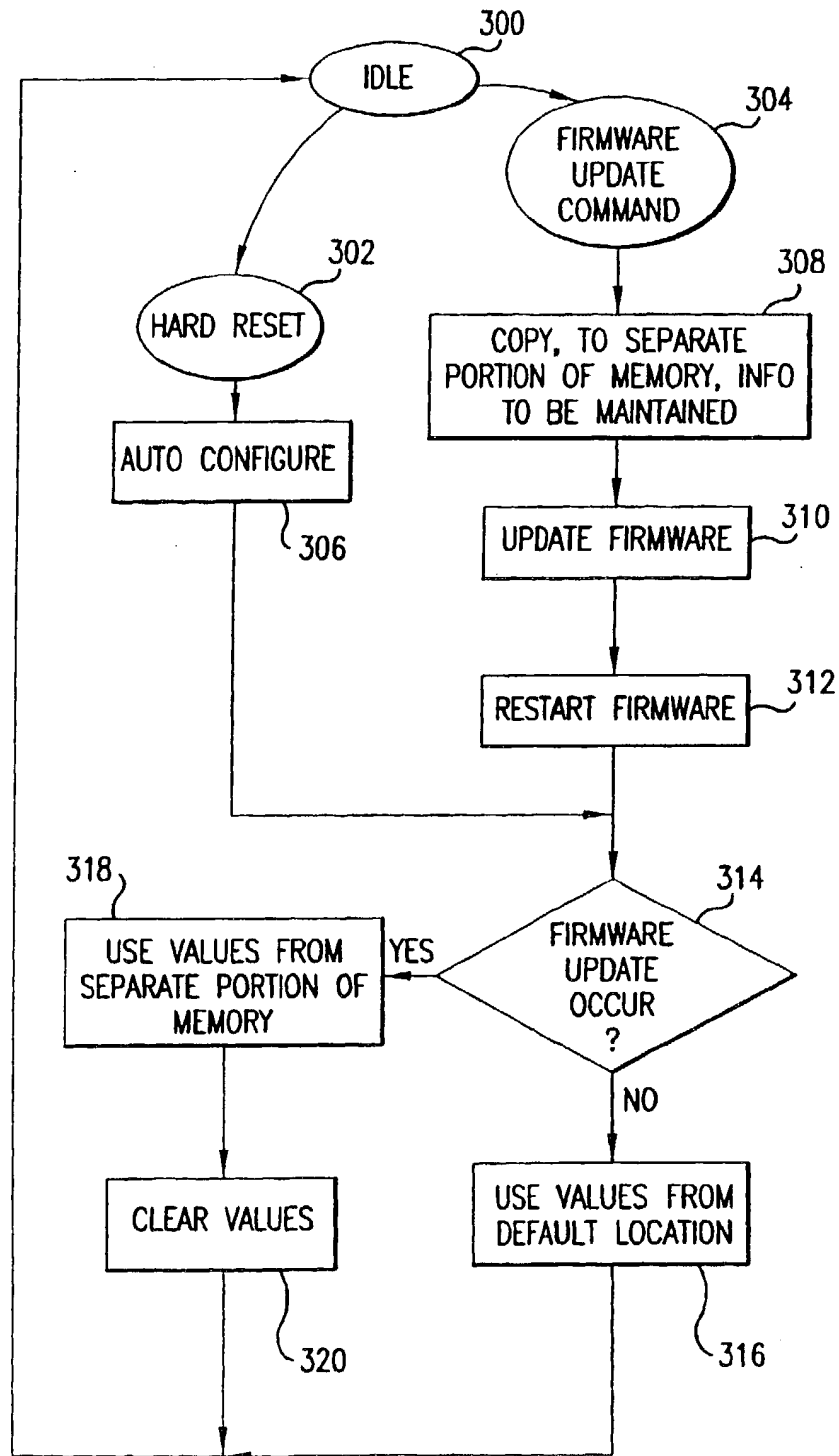 300
IDLE
304
FIRMWARE
UPDATE
COMMAND
302
HARD RESET
308
COPY, TO SEPARATE
PORTION OF MEMORY, INFO
TO BE MAINTAINED
AUTO CONFIGURE
306
UPDATE FIRMWARE
310
RESTART FIRMWARE
312
314
FIRMWARE
UPDATE
OCCUR
?
318
USE VALUES FROM
SEPARATE PORTION OF
MEMORY
YES
NO
CLEAR VALUES
320
USE VALUES FROM
DEFAULT LOCATION
316